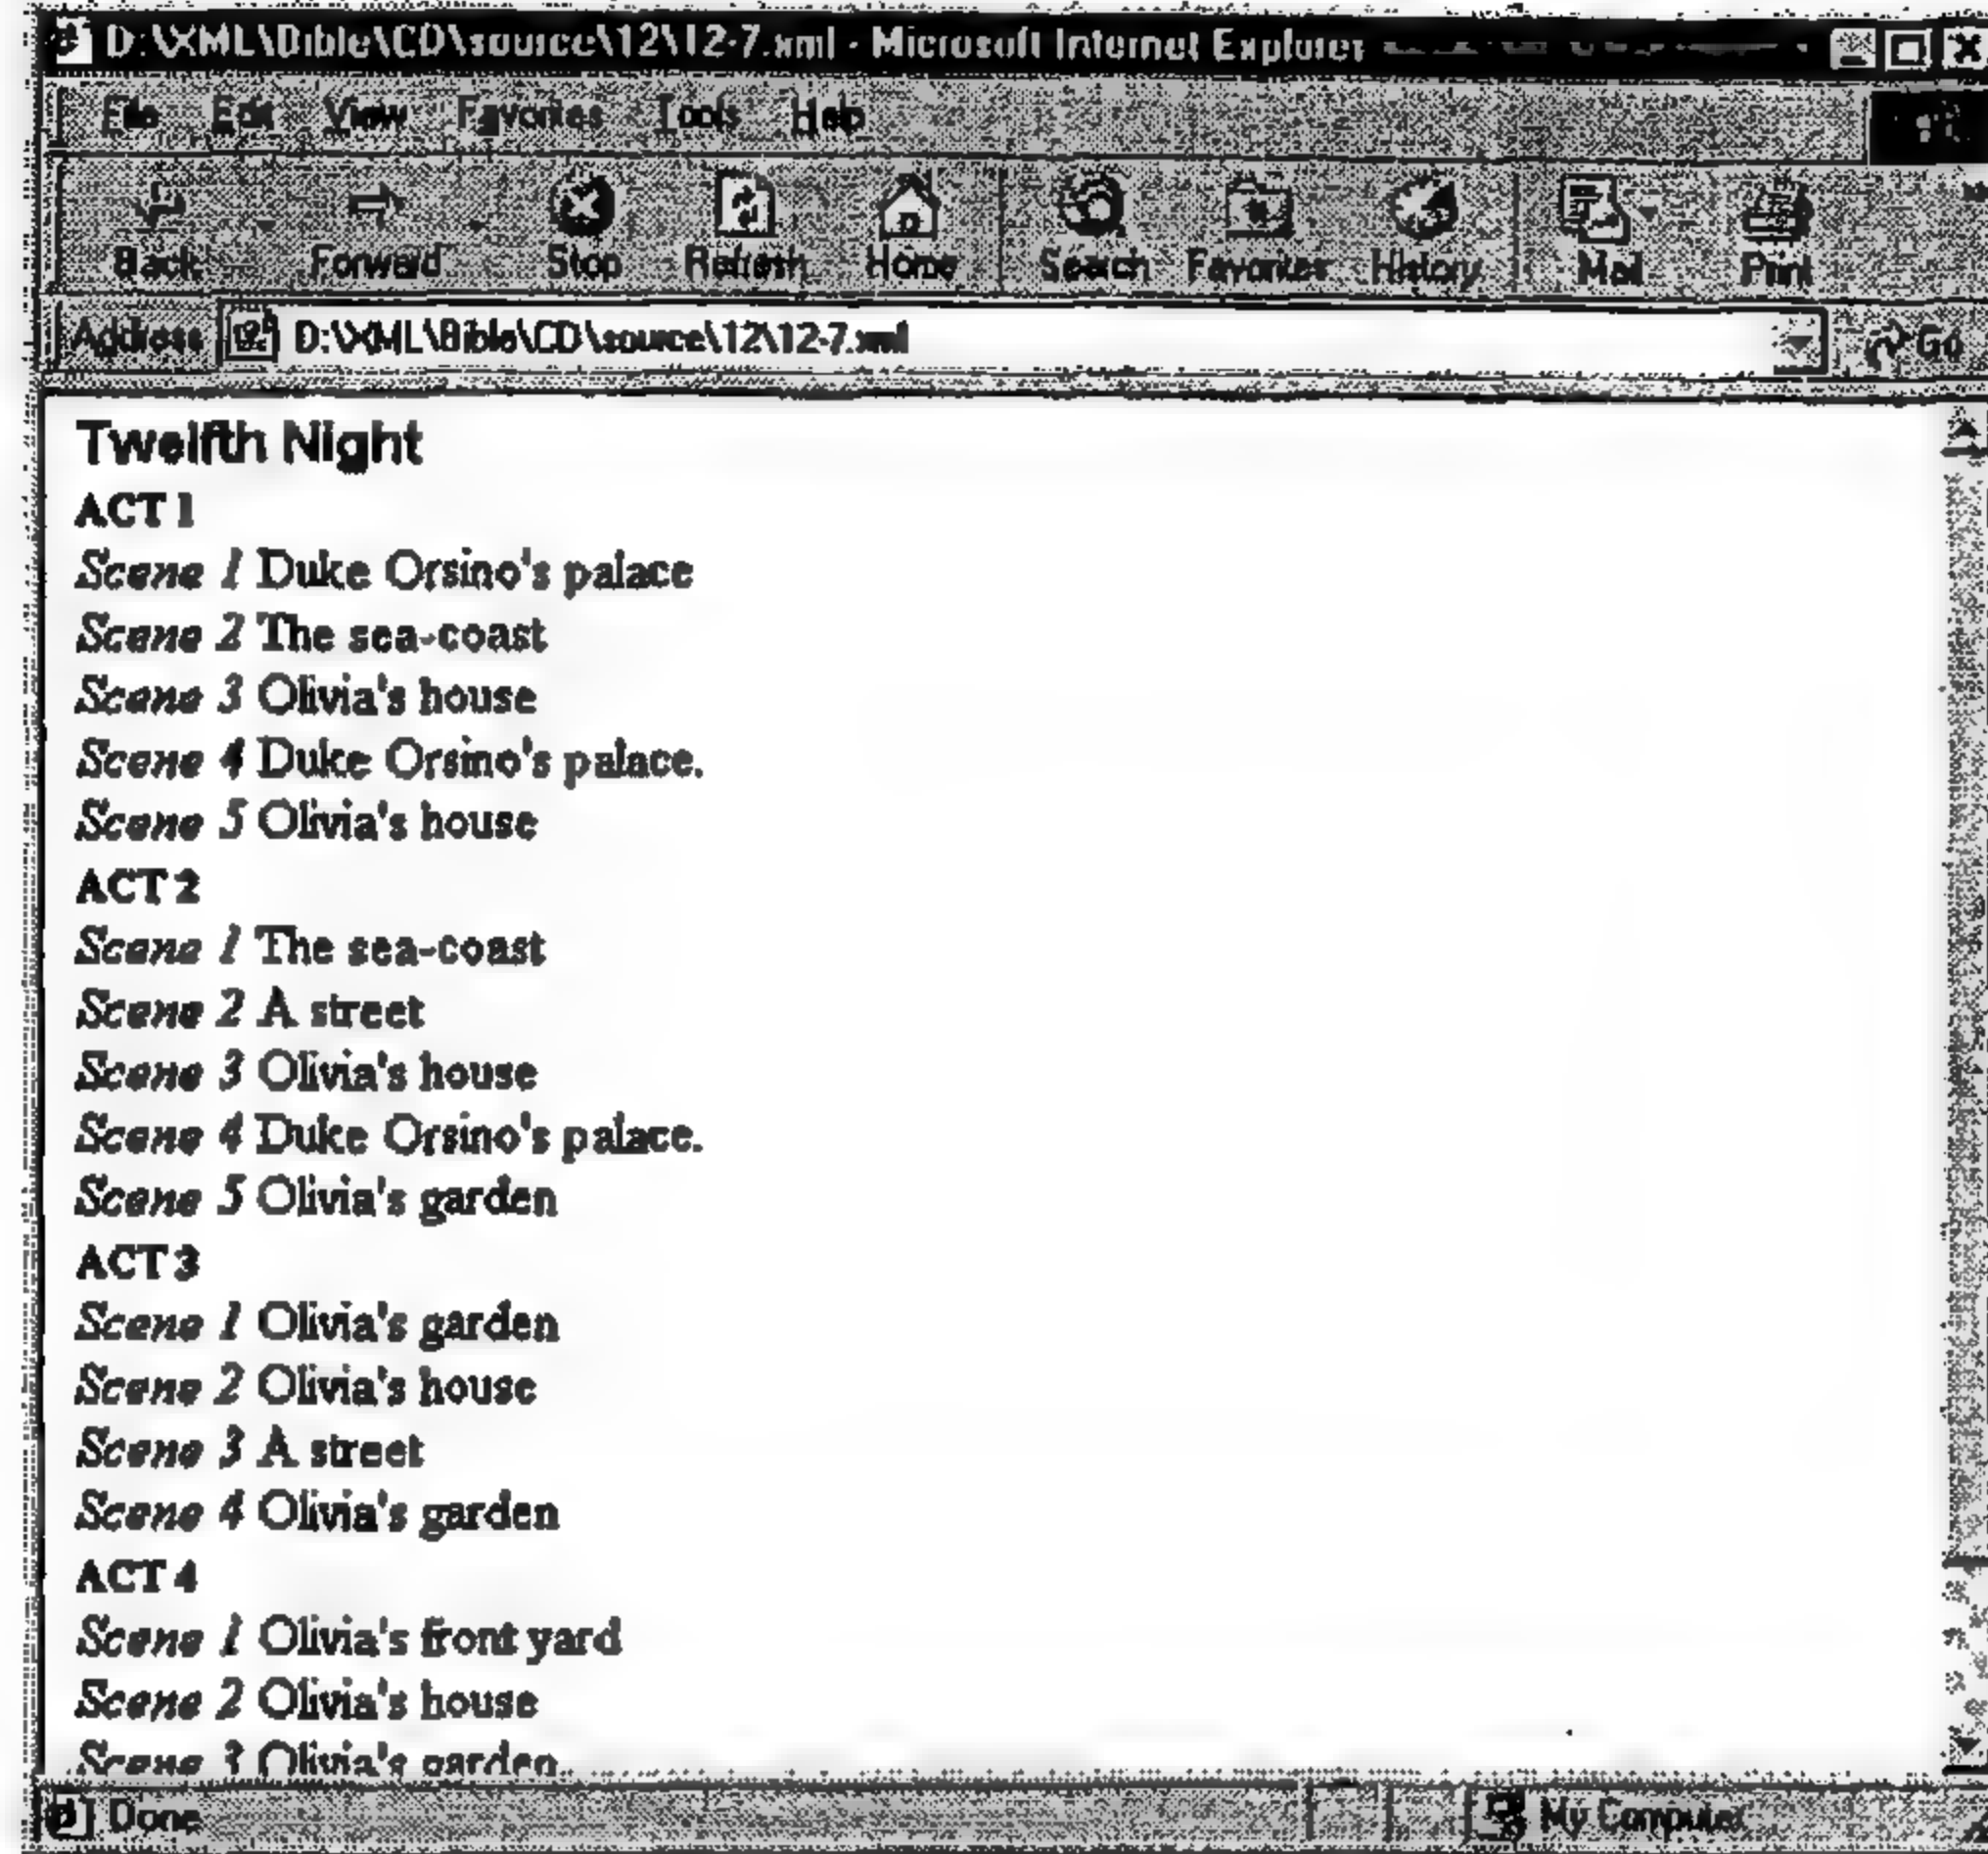 D:\XML\Bible\CD\source\12\12-7.xml - Microsoft Internet Explorer
File Edit View Favorites Tools Help
Back Forward Stop Refresh Home Search Favorites History Mail Print
Address D:\XML\Bible\CD\source\12\12-7.xml Go
Twelfth Night
ACT 1
Scene 1 Duke Orsino's palace
Scene 2 The sea-coast
Scene 3 Olivia's house
Scene 4 Duke Orsino's palace.
Scene 5 Olivia's house
ACT 2
Scene 1 The sea-coast
Scene 2 A street
Scene 3 Olivia's house
Scene 4 Duke Orsino's palace.
Scene 5 Olivia's garden
ACT 3
Scene 1 Olivia's garden
Scene 2 Olivia's house
Scene 3 A street
Scene 4 Olivia's garden
ACT 4
Scene 1 Olivia's front yard
Scene 2 Olivia's house
Scene 3 Olivia's garden
Done My Computer